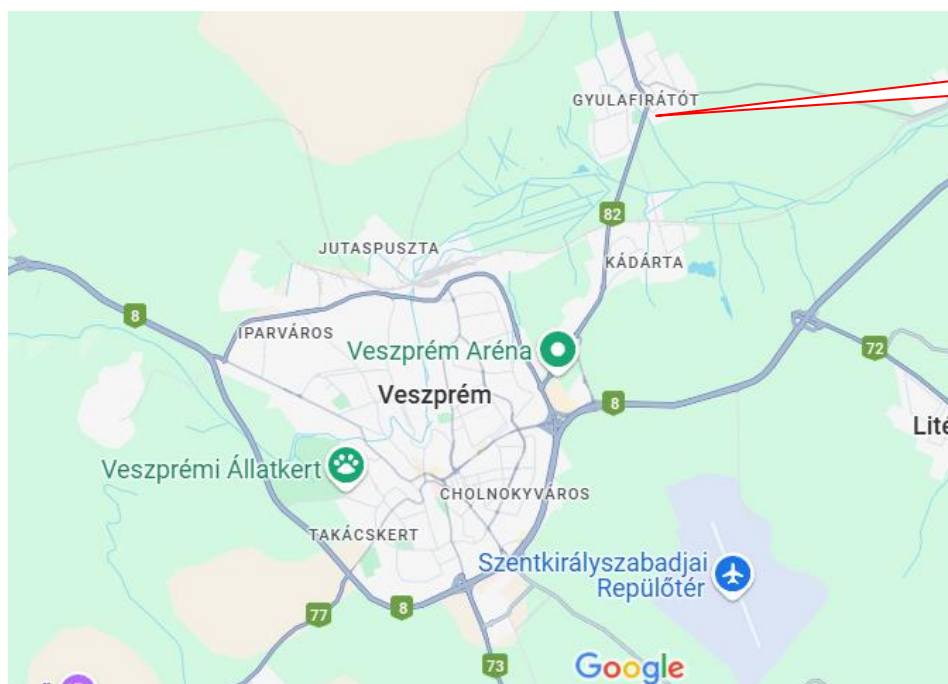 GYULAFIRÁTÓT
82
JUTASPUSZTA
KÁDÁRTA
8
IPARVÁROS
Veszprém Aréna
72
Veszprém
8
Lité
Veszprémi Állatkert
CHOLNOKYVÁROS
TAKÁCSKERT
Szentkirályszabadjai
Repülőtér
77
8
73
Google